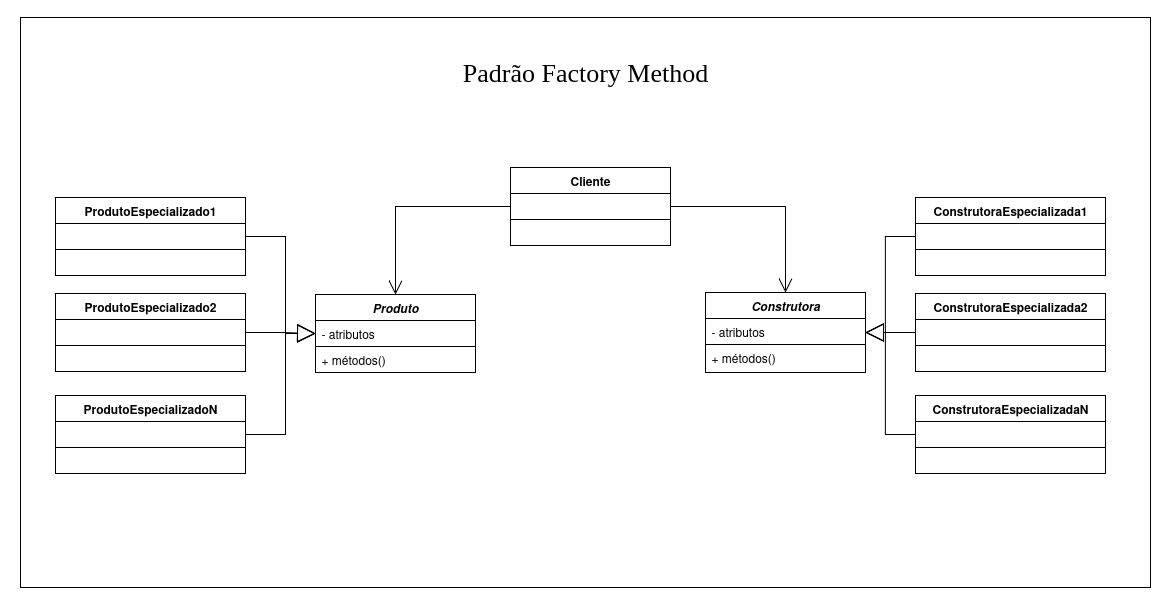 Padrão Factory Method
Cliente
ProdutoEspecializado1
ProdutoEspecializado2
ProdutoEspecializadoN
Produto
- atributos
+ métodos()
Construtora
- atributos
+ métodos()
ConstrutoraEspecializada1
ConstrutoraEspecializada2
ConstrutoraEspecializadaN